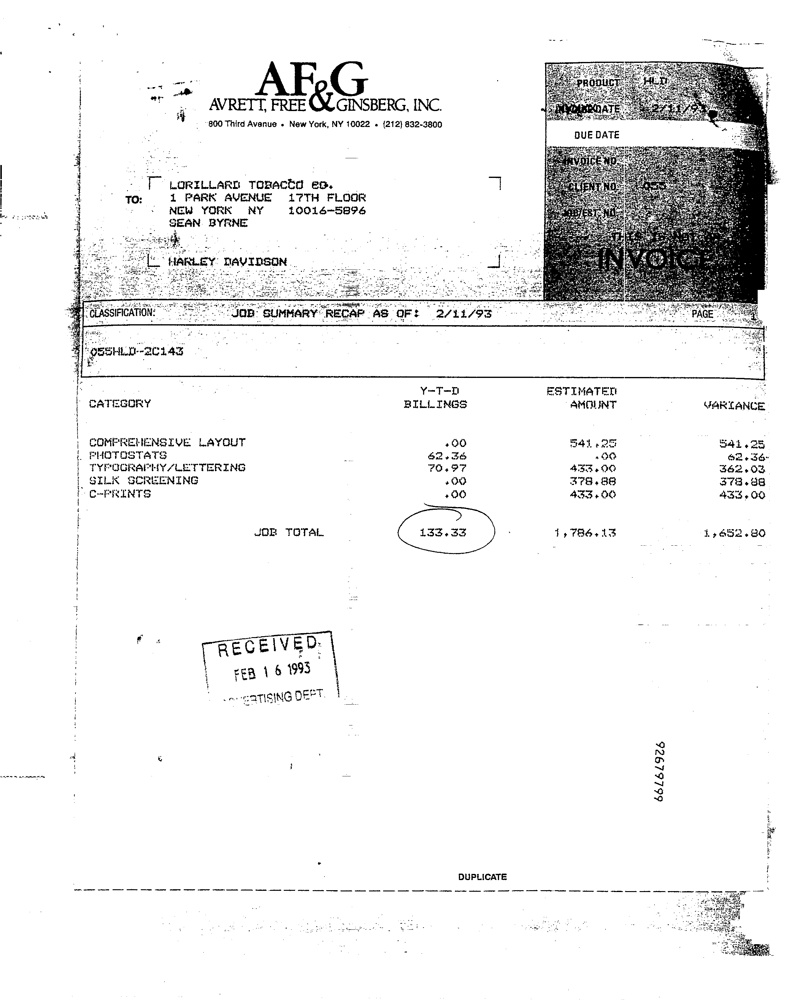 AF&G
AVRETT, FREE & GINSBERG, INC.
800 Third Avenue • New York, NY 10022 • (212) 832-3800
PRODUCT HLD
DATE 2/11/93
DUE DATE
INVOICE NO.
CLIENT NO. 055
NO.
INVOICE
TO:
LORILLARD TOBACCO CO.
1 PARK AVENUE 17TH FLOOR
NEW YORK NY 10016-5896
SEAN BYRNE
HARLEY DAVIDSON
CLASSIFICATION: JOB SUMMARY RECAP AS OF: 2/11/93 PAGE 1
055HLD-2C143
CATEGORY Y-T-D BILLINGS ESTIMATED AMOUNT VARIANCE
COMPREHENSIVE LAYOUT .00 541.25 541.25
PHOTOSTATS 62.36 .00 62.36-
TYPOGRAPHY/LETTERING 70.97 433.00 362.03
SILK SCREENING .00 378.88 378.88
C-PRINTS .00 433.00 433.00
JOB TOTAL 133.33 1,786.13 1,652.80
RECEIVED
FEB 16 1993
ADVERTISING DEPT.
92679799
DUPLICATE